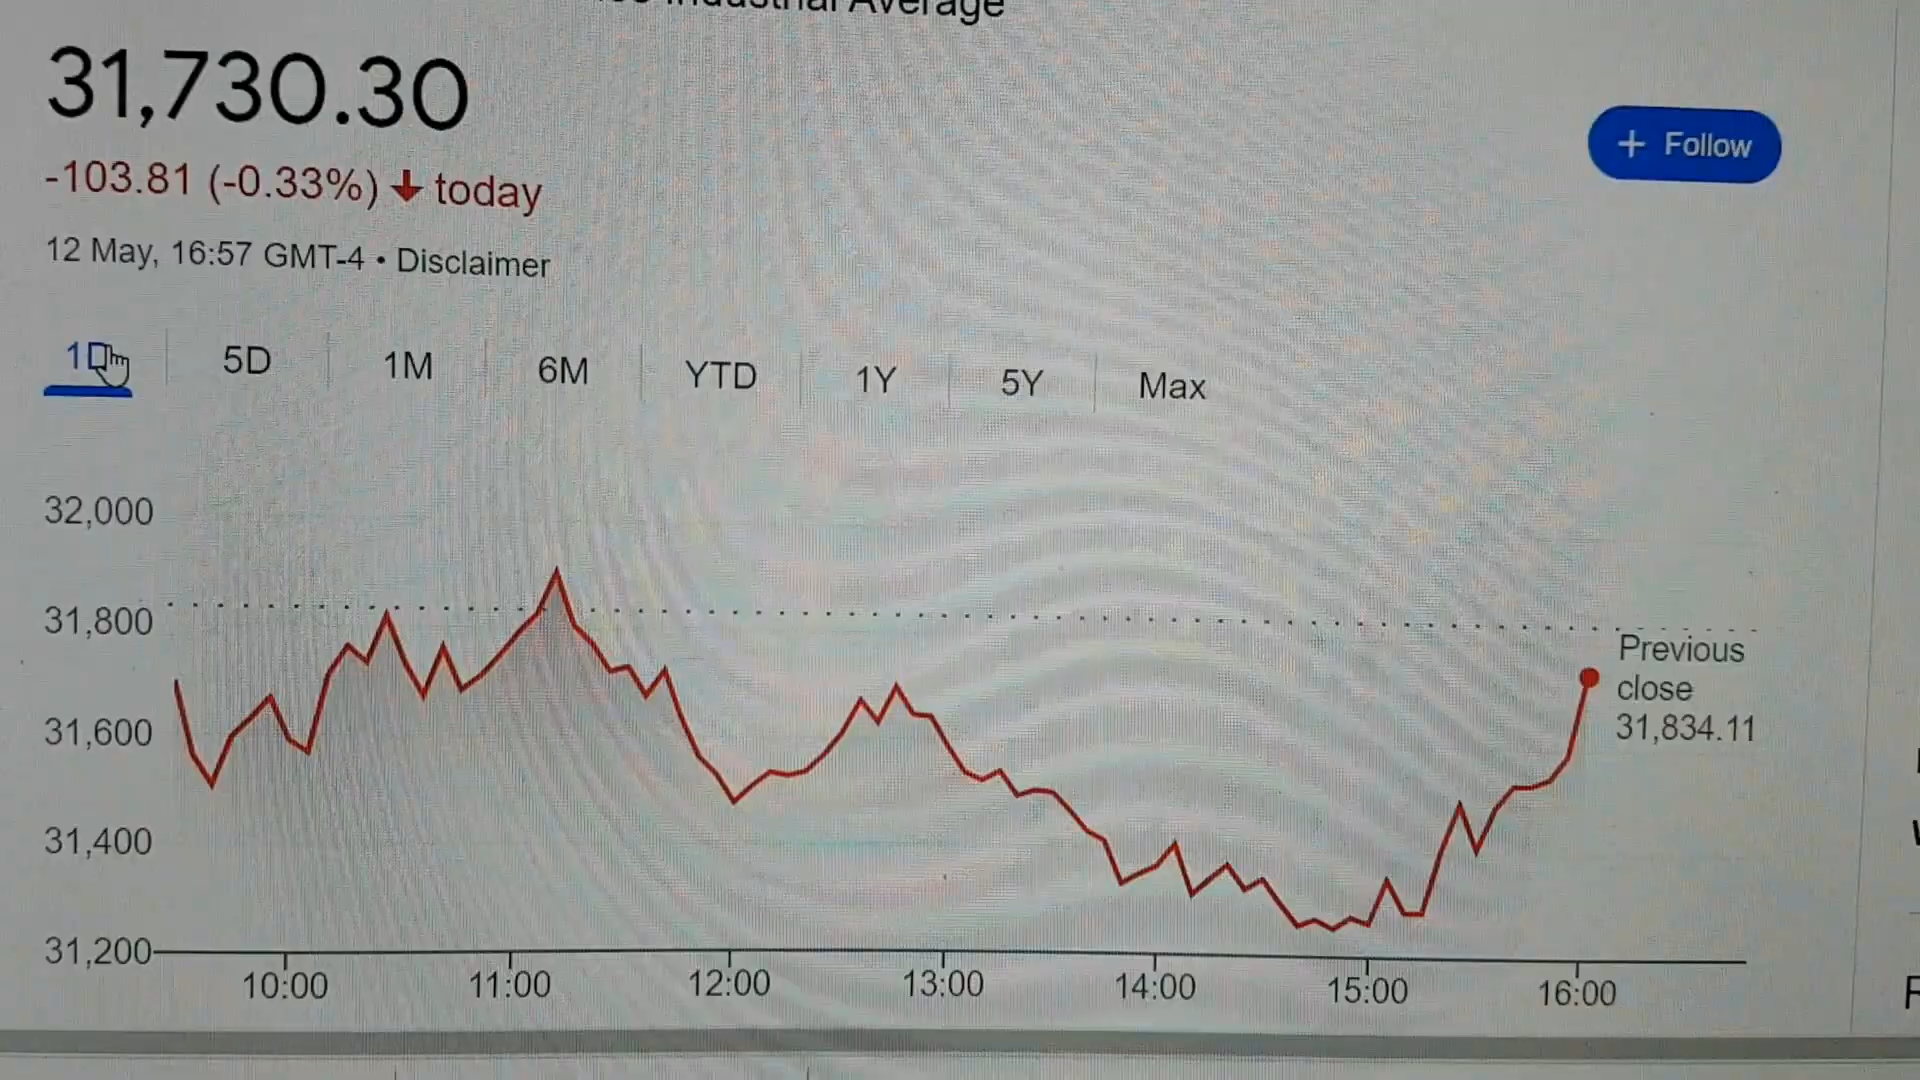 Industrial Average
31,730.30
+ Follow
-103.81 (-0.33%) ↓ today
12 May, 16:57 GMT-4 • Disclaimer
1D 5D 1M 6M YTD 1Y 5Y Max
32,000
31,800
Previous
close
31,834.11
31,600
31,400
31,200
10:00 11:00 12:00 13:00 14:00 15:00 16:00